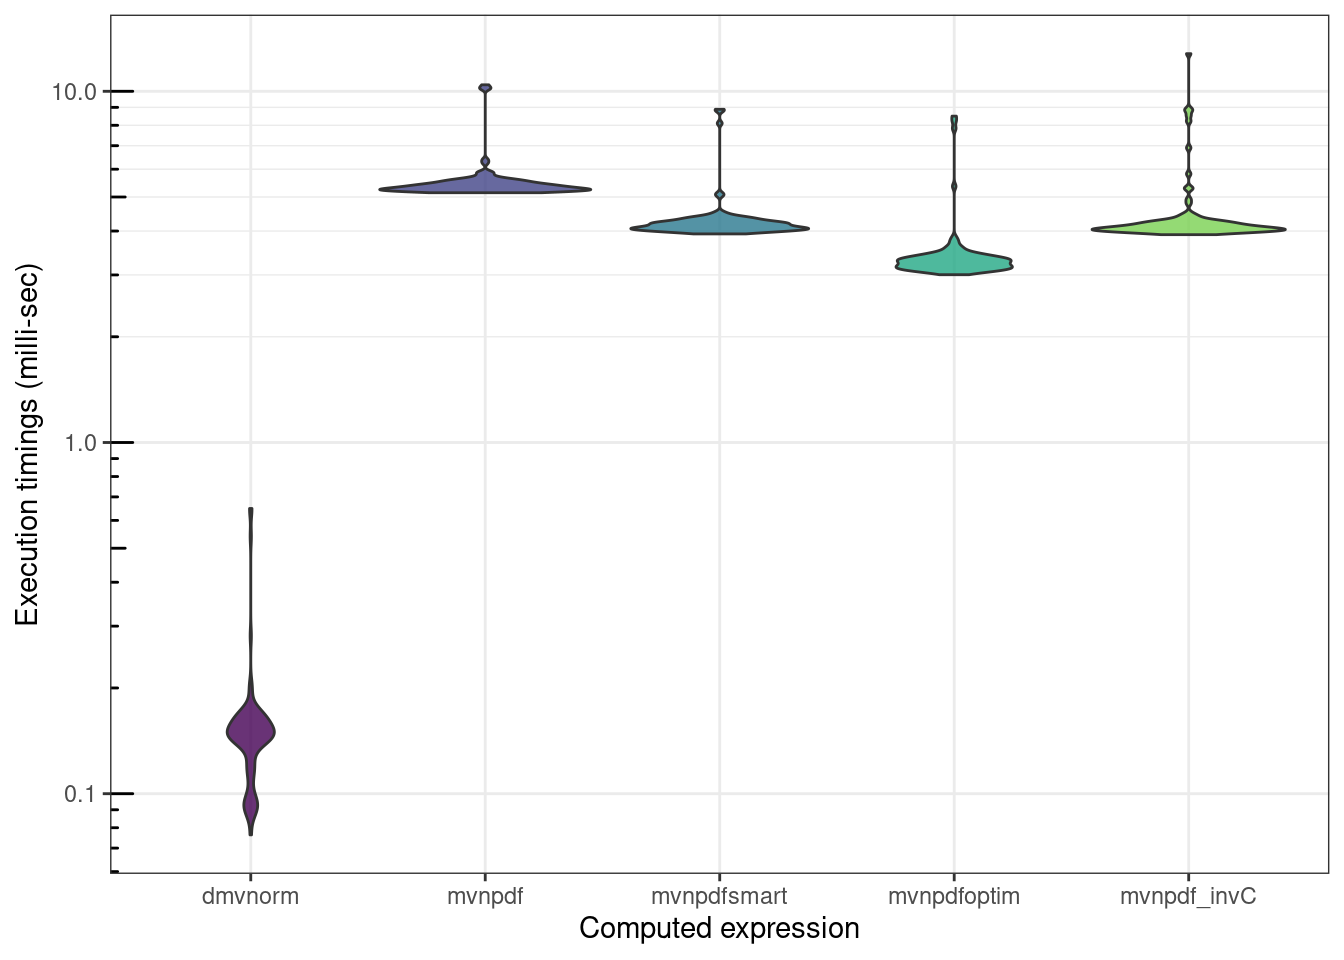 Execution timings (milli-sec)
10.0
1.0
0.1
dmvnorm
mvnpdf
mvnpdfsmart
mvnpdfoptim
mvnpdf_invC
Computed expression